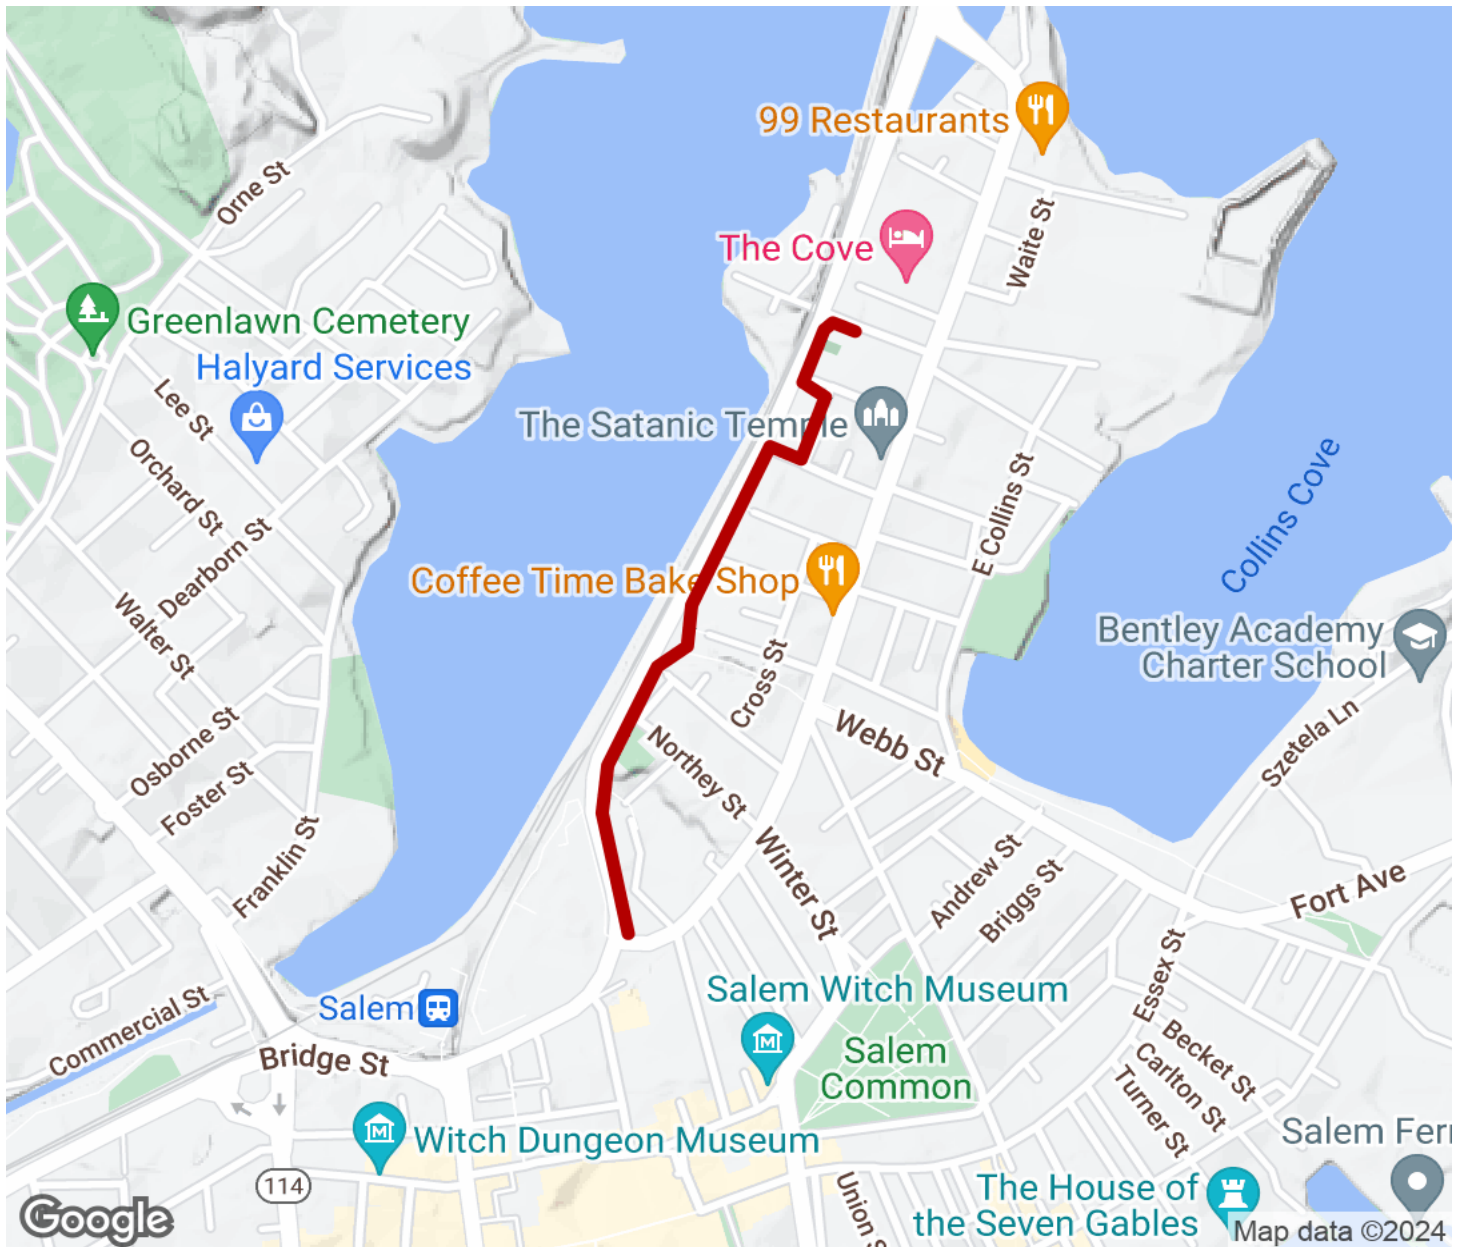 99 Restaurants
Orne St
Waite St
The Cove
Greenlawn Cemetery
Halyard Services
Lee St
The Satanic Temple
Orchard St
Collins Cove
E Collins St
Dearborn St
Coffee Time Bake Shop
Walter St
Bentley Academy
Charter School
Cross St
Osborne St
Northey St
Webb St
Szetela Ln
Foster St
Franklin St
Winter St
Andrew St
Briggs St
Fort Ave
Essex St
Salem Witch Museum
Salem
Commercial St
Bridge St
Salem
Common
Becket St
Carlton St
Turner St
Witch Dungeon Museum
Salem Ferr
114
Union S
The House of
the Seven Gables
Google
Map data ©2024